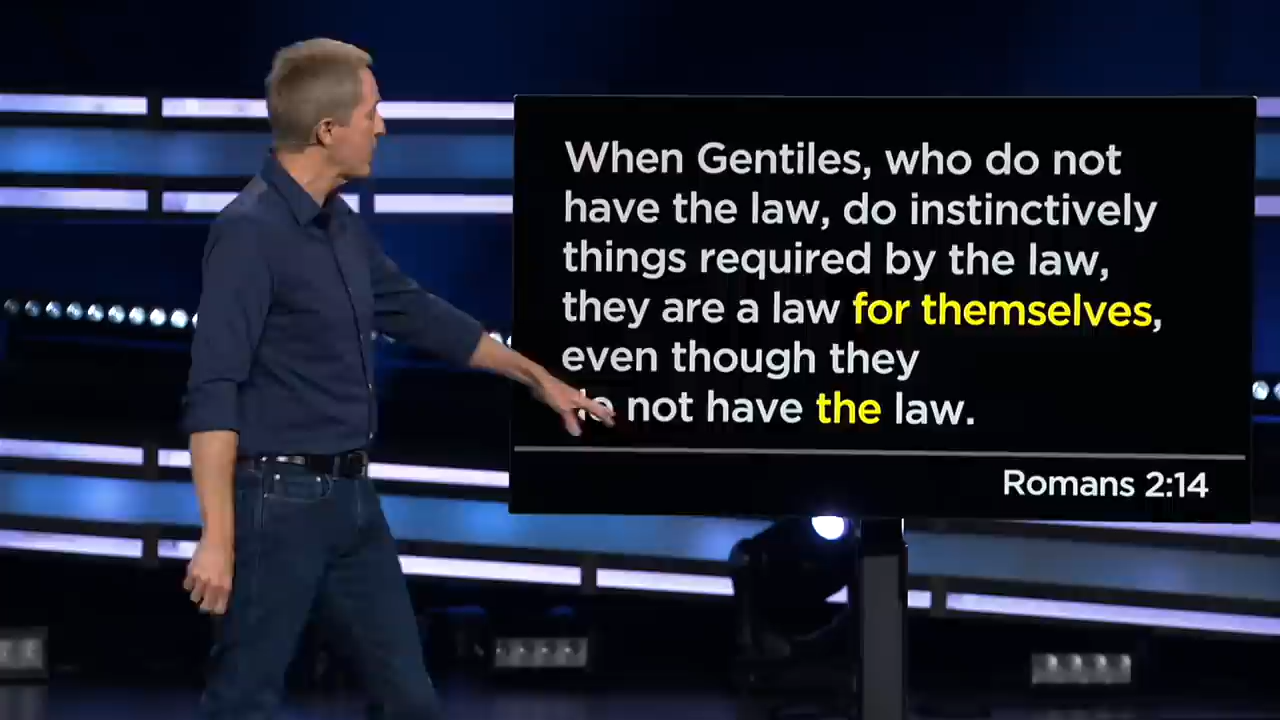 When Gentiles, who do not
have the law, do instinctively
things required by the law,
they are a law for themselves,
even though they
do not have the law.
Romans 2:14